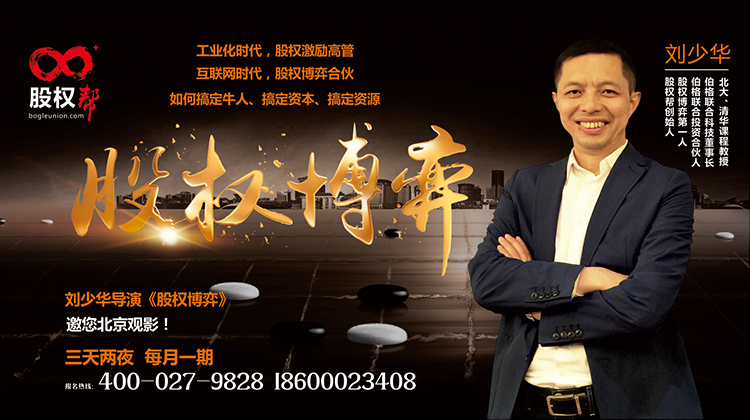 股权帮
bogleunion.com
工业化时代，股权激励高管
互联网时代，股权博弈合伙
如何搞定牛人、搞定资本、搞定资源
刘少华
北大、清华课程教授
伯格联合科技董事长
伯格联合投资合伙人
股权博弈第一人
股权帮创始人
股权博弈
刘少华导演《股权博弈》
邀您北京观影！
三天两夜 每月一期
报名热线: 400-027-9828 18600023408